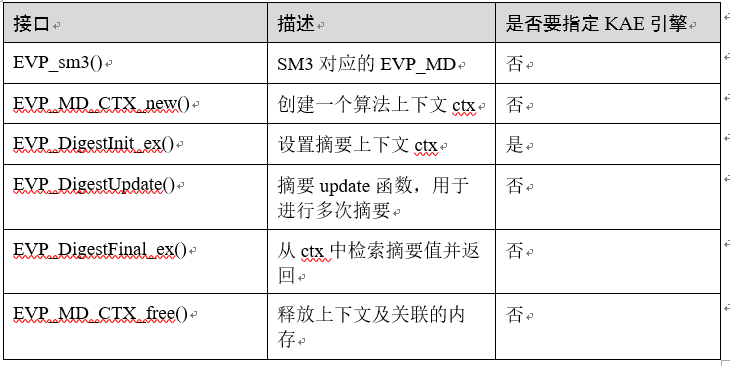 接口 描述 是否要指定 KAE 引擎
EVP_sm3() SM3 对应的 EVP_MD 否
EVP_MD_CTX_new() 创建一个算法上下文 ctx 否
EVP_DigestInit_ex() 设置摘要上下文 ctx 是
EVP_DigestUpdate() 摘要 update 函数，用于 否
进行多次摘要
EVP_DigestFinal_ex() 从 ctx 中检索摘要值并返 否
回
EVP_MD_CTX_free() 释放上下文及关联的内 否
存